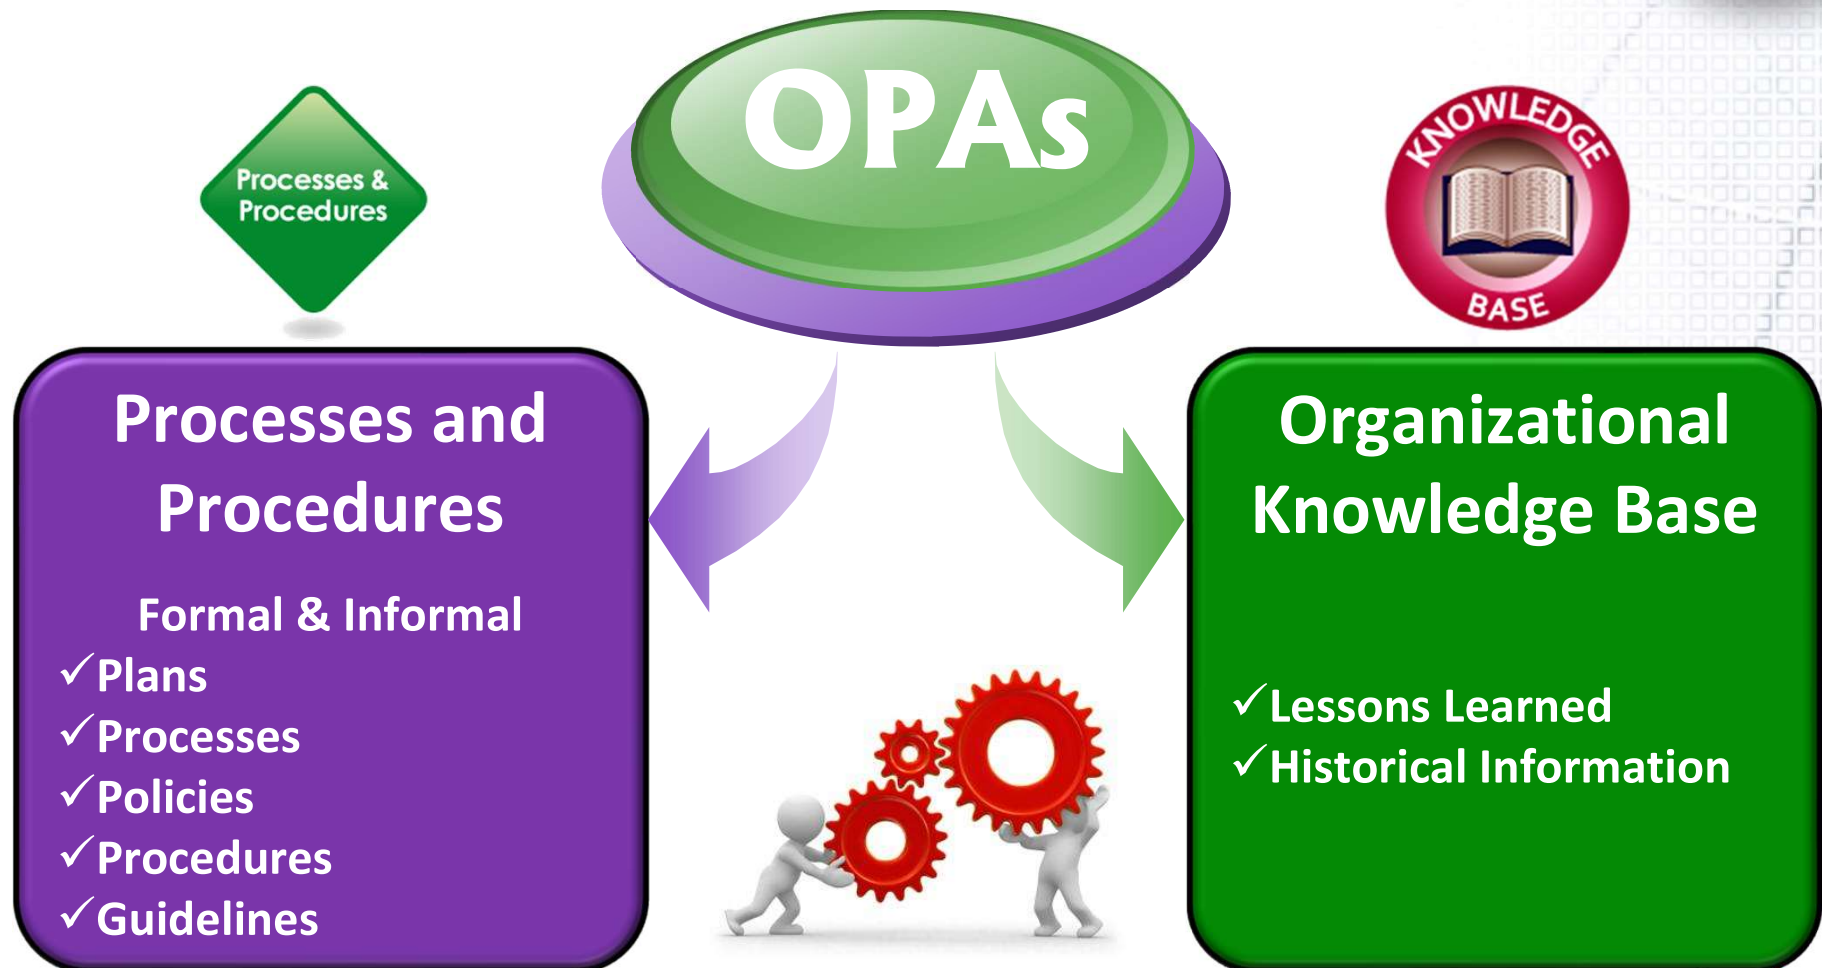 OPAs
Processes &
Procedures
KNOWLEDGE
BASE
Processes and
Procedures
Formal & Informal
✓Plans
✓Processes
✓Policies
✓Procedures
✓Guidelines
Organizational
Knowledge Base
✓Lessons Learned
✓Historical Information